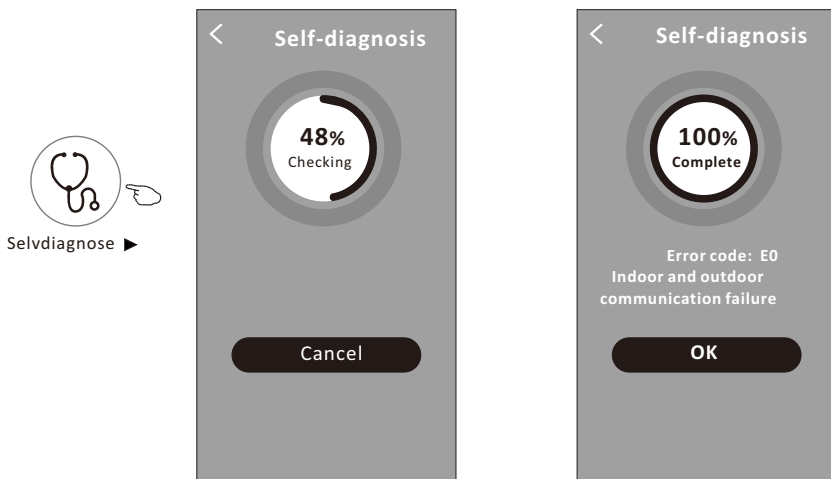 Selvdiagnose ▶
Self-diagnosis
48%
Checking
Cancel
Self-diagnosis
100%
Complete
Error code: E0
Indoor and outdoor
communication failure
OK